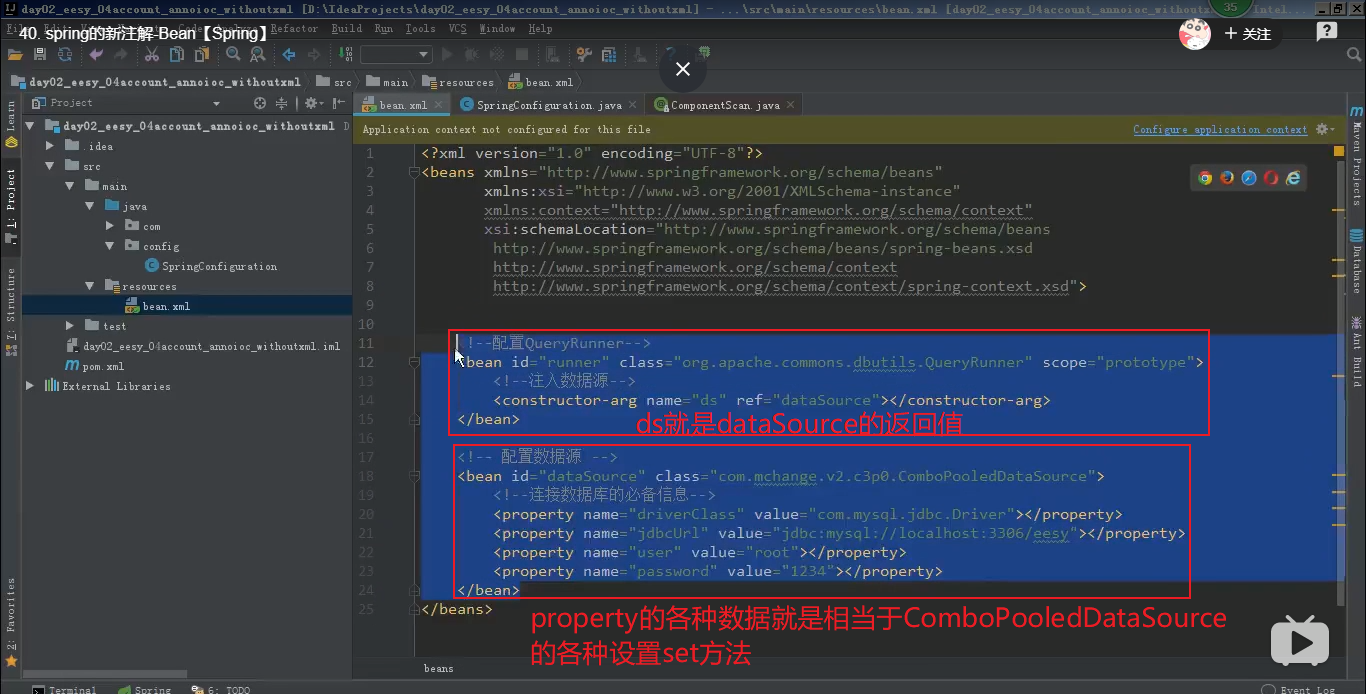 day02_eesy_04account_annoioc_withoutxml [D:\IdeaProjects\day02_eesy_04account_annoioc_withoutxml] - ...\src\main\resources\bean.xml [day02_eesy_04account_annoioc_withoutxml]
35
40. spring的新注解-Bean【Spring】
Refactor Build Run Tools VCS Window Help
+ 关注
day02_eesy_04account_annoioc_withoutxml src main resources bean.xml
Project
bean.xml SpringConfiguration.java ComponentScan.java
Learn
1: Project
7: Structure
2: Favorites
day02_eesy_04account_annoioc_withoutxml D
.idea
src
main
java
com
config
SpringConfiguration
resources
bean.xml
test
day02_eesy_04account_annoioc_withoutxml.iml
pom.xml
External Libraries
Application context not configured for this file Configure application context
1 <?xml version="1.0" encoding="UTF-8"?>
2 <beans xmlns="http://www.springframework.org/schema/beans"
3 xmlns:xsi="http://www.w3.org/2001/XMLSchema-instance"
4 xmlns:context="http://www.springframework.org/schema/context"
5 xsi:schemaLocation="http://www.springframework.org/schema/beans
6 http://www.springframework.org/schema/beans/spring-beans.xsd
7 http://www.springframework.org/schema/context
8 http://www.springframework.org/schema/context/spring-context.xsd">
9
10
11 <!--配置QueryRunner-->
12 <bean id="runner" class="org.apache.commons.dbutils.QueryRunner" scope="prototype">
13 <!--注入数据源-->
14 <constructor-arg name="ds" ref="dataSource"></constructor-arg>
15 </bean>
ds就是dataSource的返回值
16
17 <!-- 配置数据源 -->
18 <bean id="dataSource" class="com.mchange.v2.c3p0.ComboPooledDataSource">
19 <!--连接数据库的必备信息-->
20 <property name="driverClass" value="com.mysql.jdbc.Driver"></property>
21 <property name="jdbcUrl" value="jdbc:mysql://localhost:3306/eesy"></property>
22 <property name="user" value="root"></property>
23 <property name="password" value="1234"></property>
24 </bean>
25 </beans>
property的各种数据就是相当于ComboPooledDataSource
的各种设置set方法
beans
Maven Projects
Database
Ant Build
Terminal Spring 6: TODO Event Log